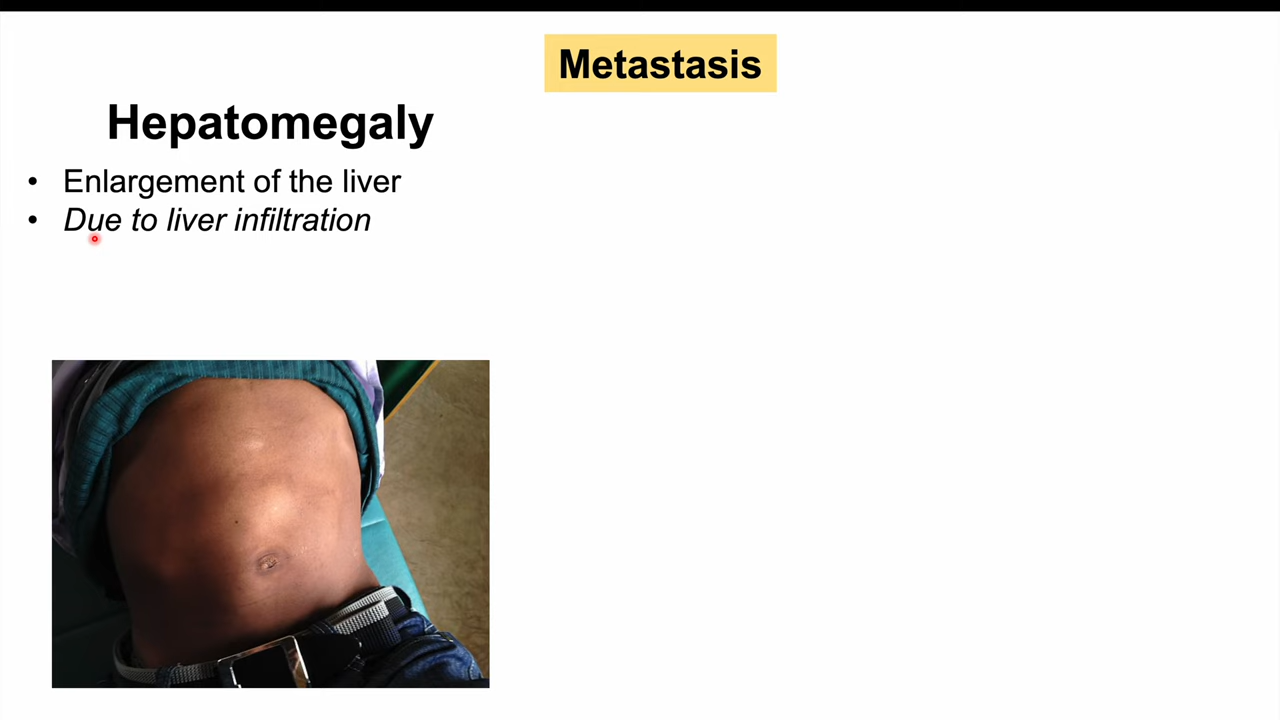 Metastasis
Hepatomegaly
• Enlargement of the liver
• Due to liver infiltration